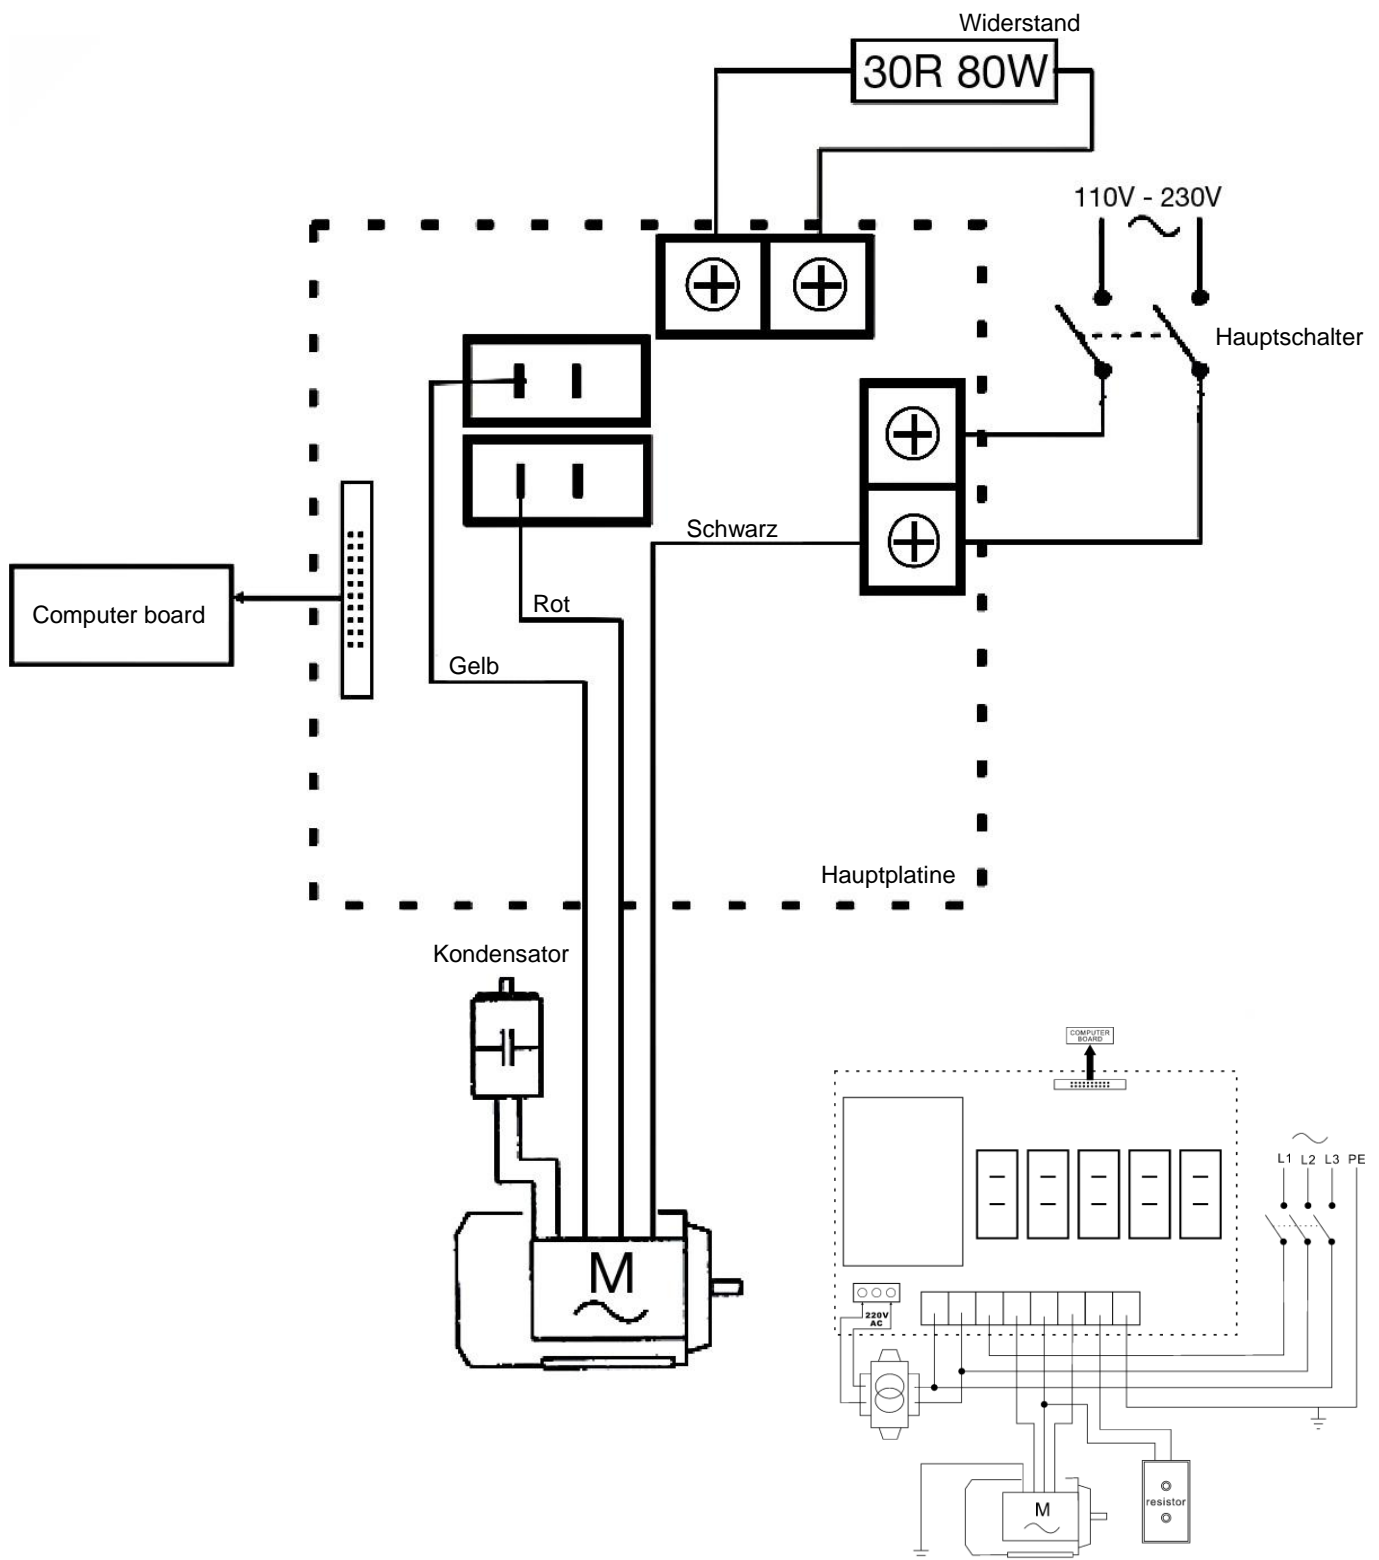 Widerstand
30R 80W
110V - 230V
Hauptschalter
Schwarz
Rot
Computer board
Gelb
Hauptplatine
Kondensator
M
COMPUTER
BOARD
L1 L2 L3 PE
220V
AC
M
resistor